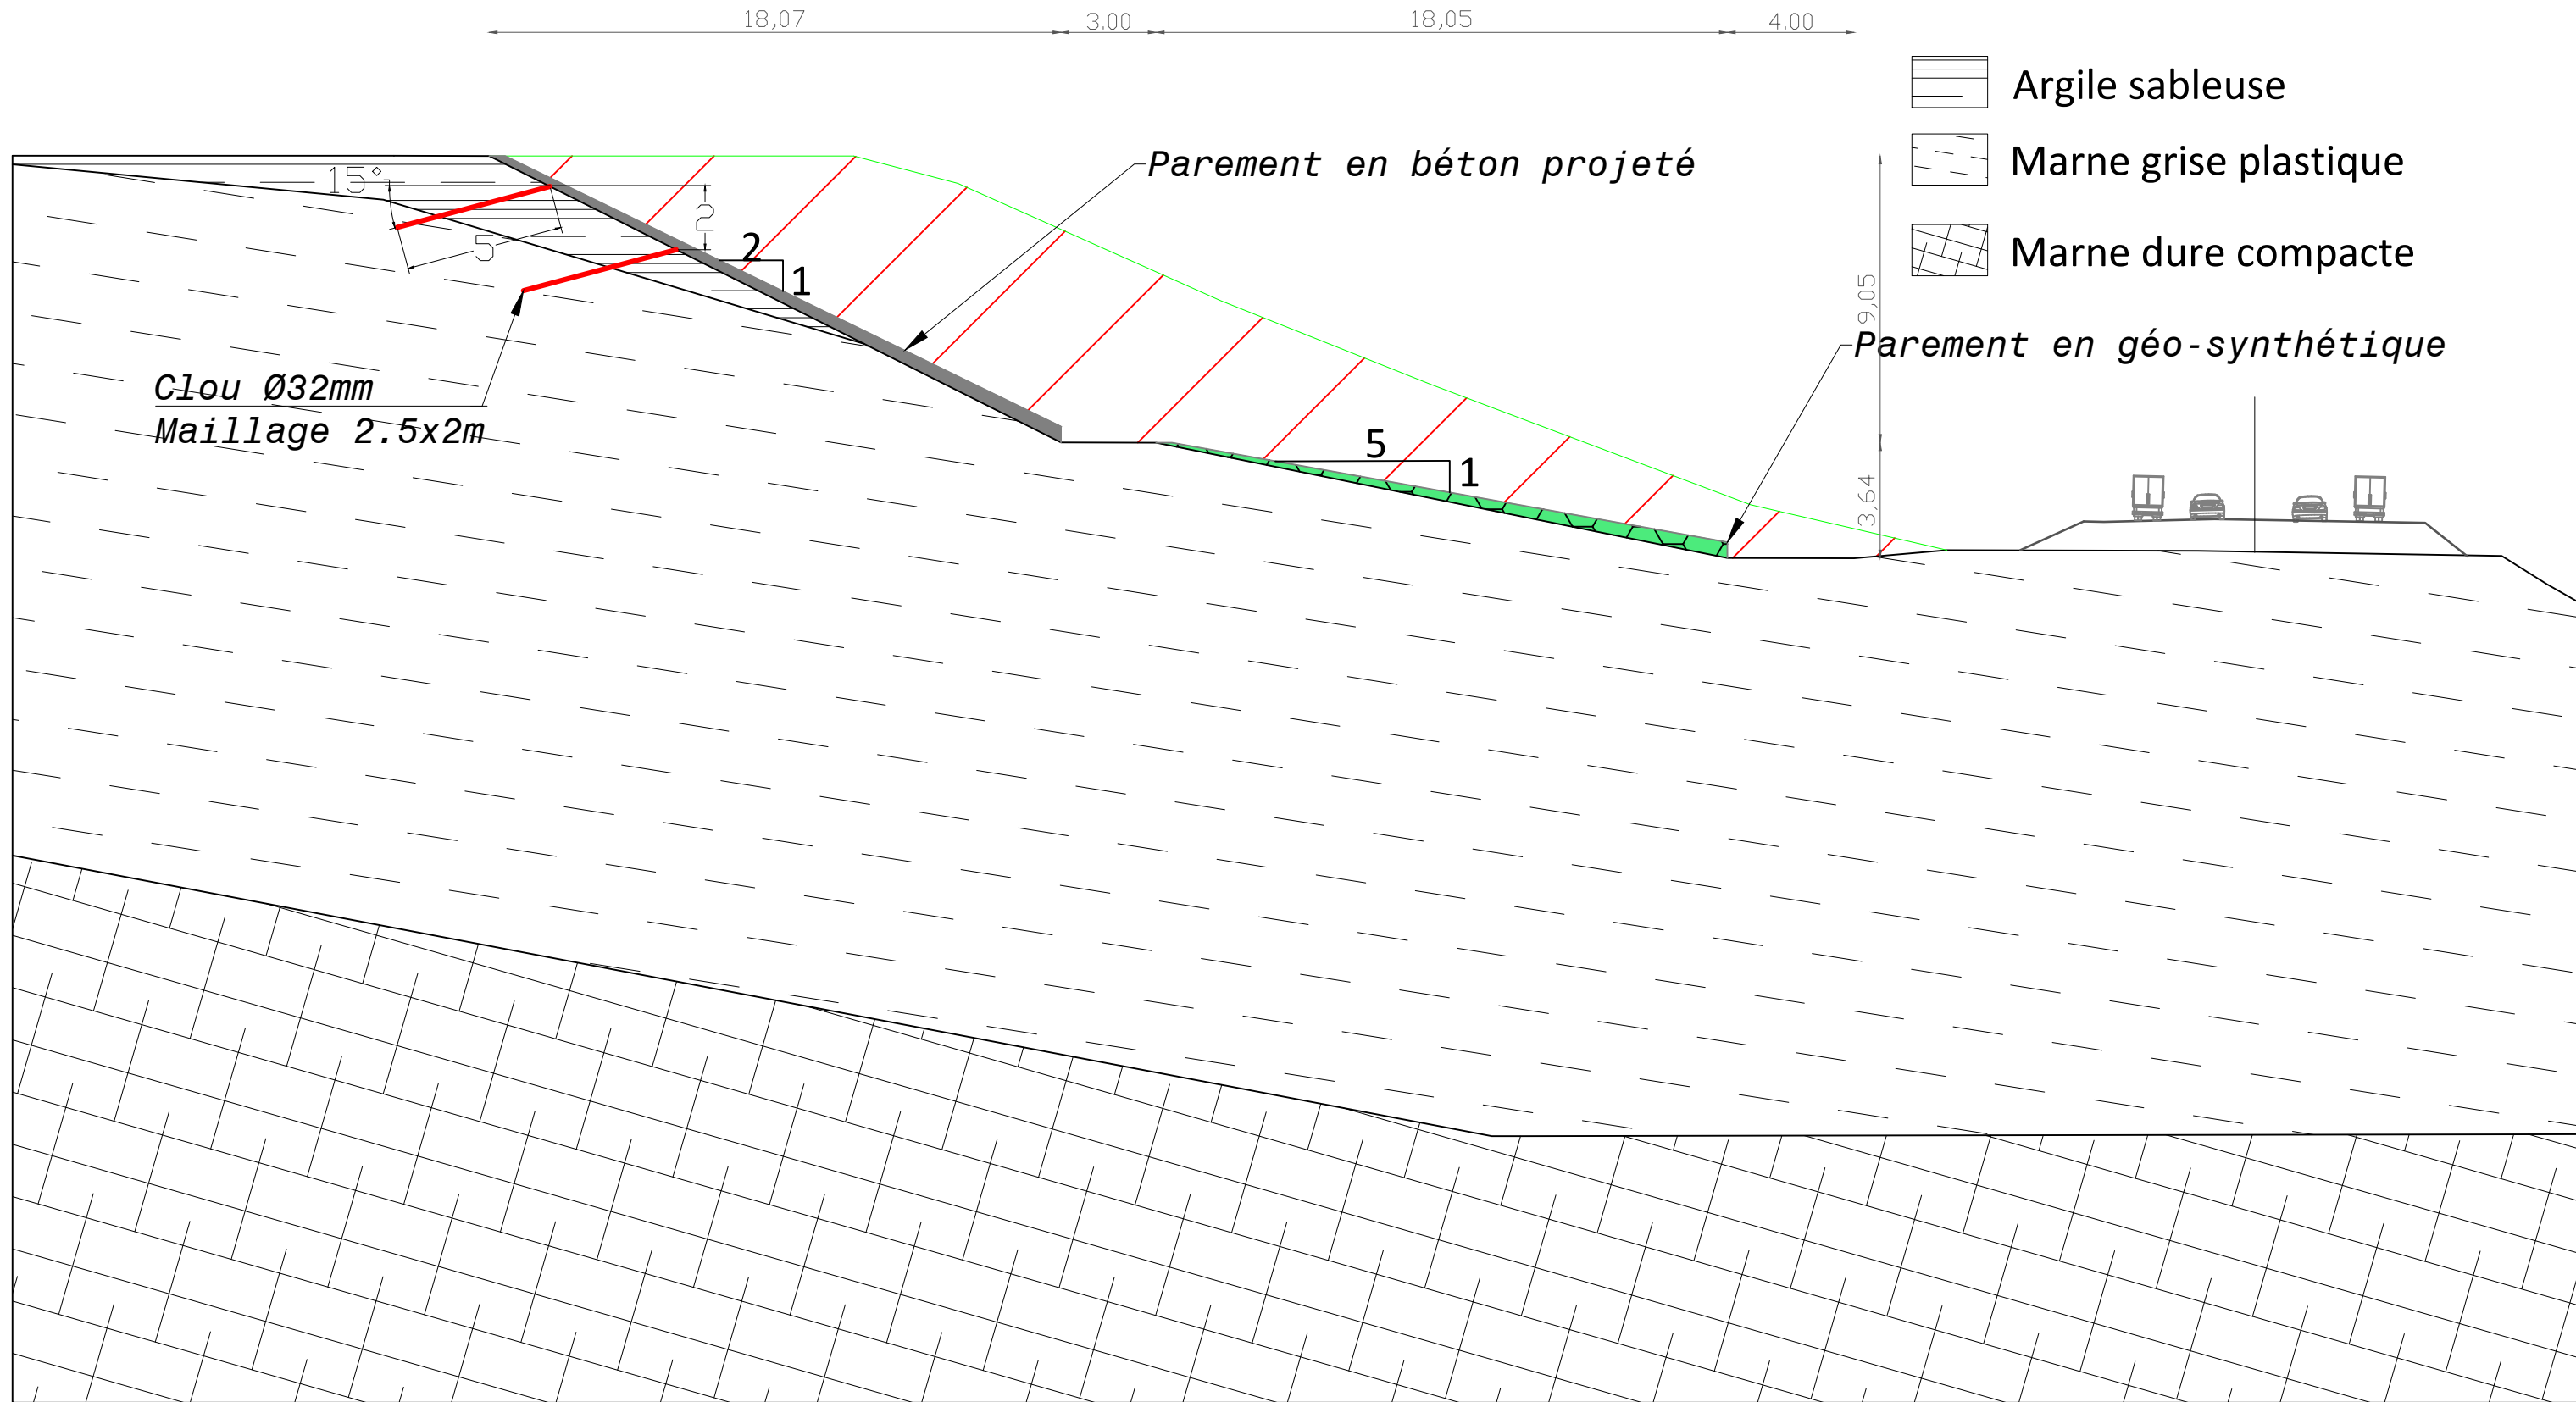 18,07
3.00
18,05
4.00
Argile sableuse
Marne grise plastique
Marne dure compacte
Parement en béton projeté
15°
2
5
2
1
9,05
Parement en géo-synthétique
Clou Ø32mm
Maillage 2.5x2m
5
1
3,64